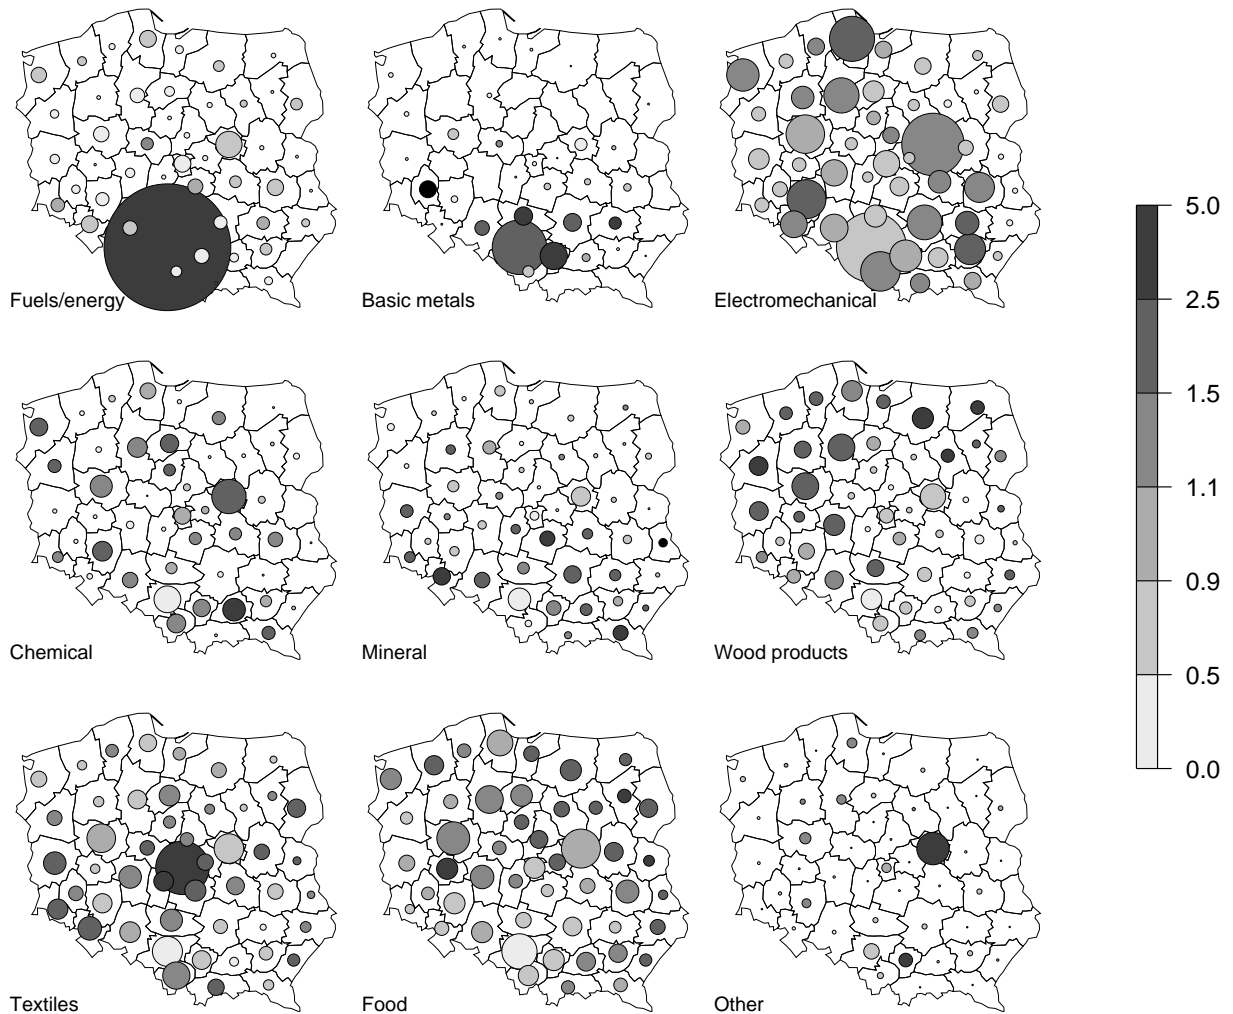 Fuels/energy
Basic metals
Electromechanical
Chemical
Mineral
Wood products
Textiles
Food
Other
5.0
2.5
1.5
1.1
0.9
0.5
0.0